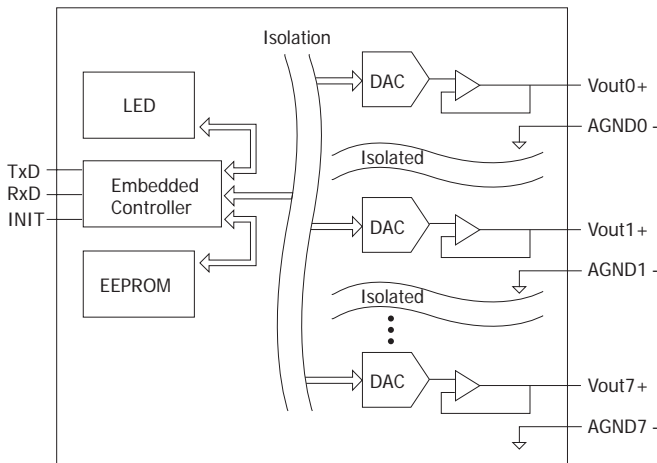 Isolation
LED
DAC
Vout0+
AGND0 -
Isolated
TxD
RxD
INIT
Embedded
Controller
DAC
Vout1+
AGND1 -
EEPROM
Isolated
DAC
Vout7+
AGND7 -